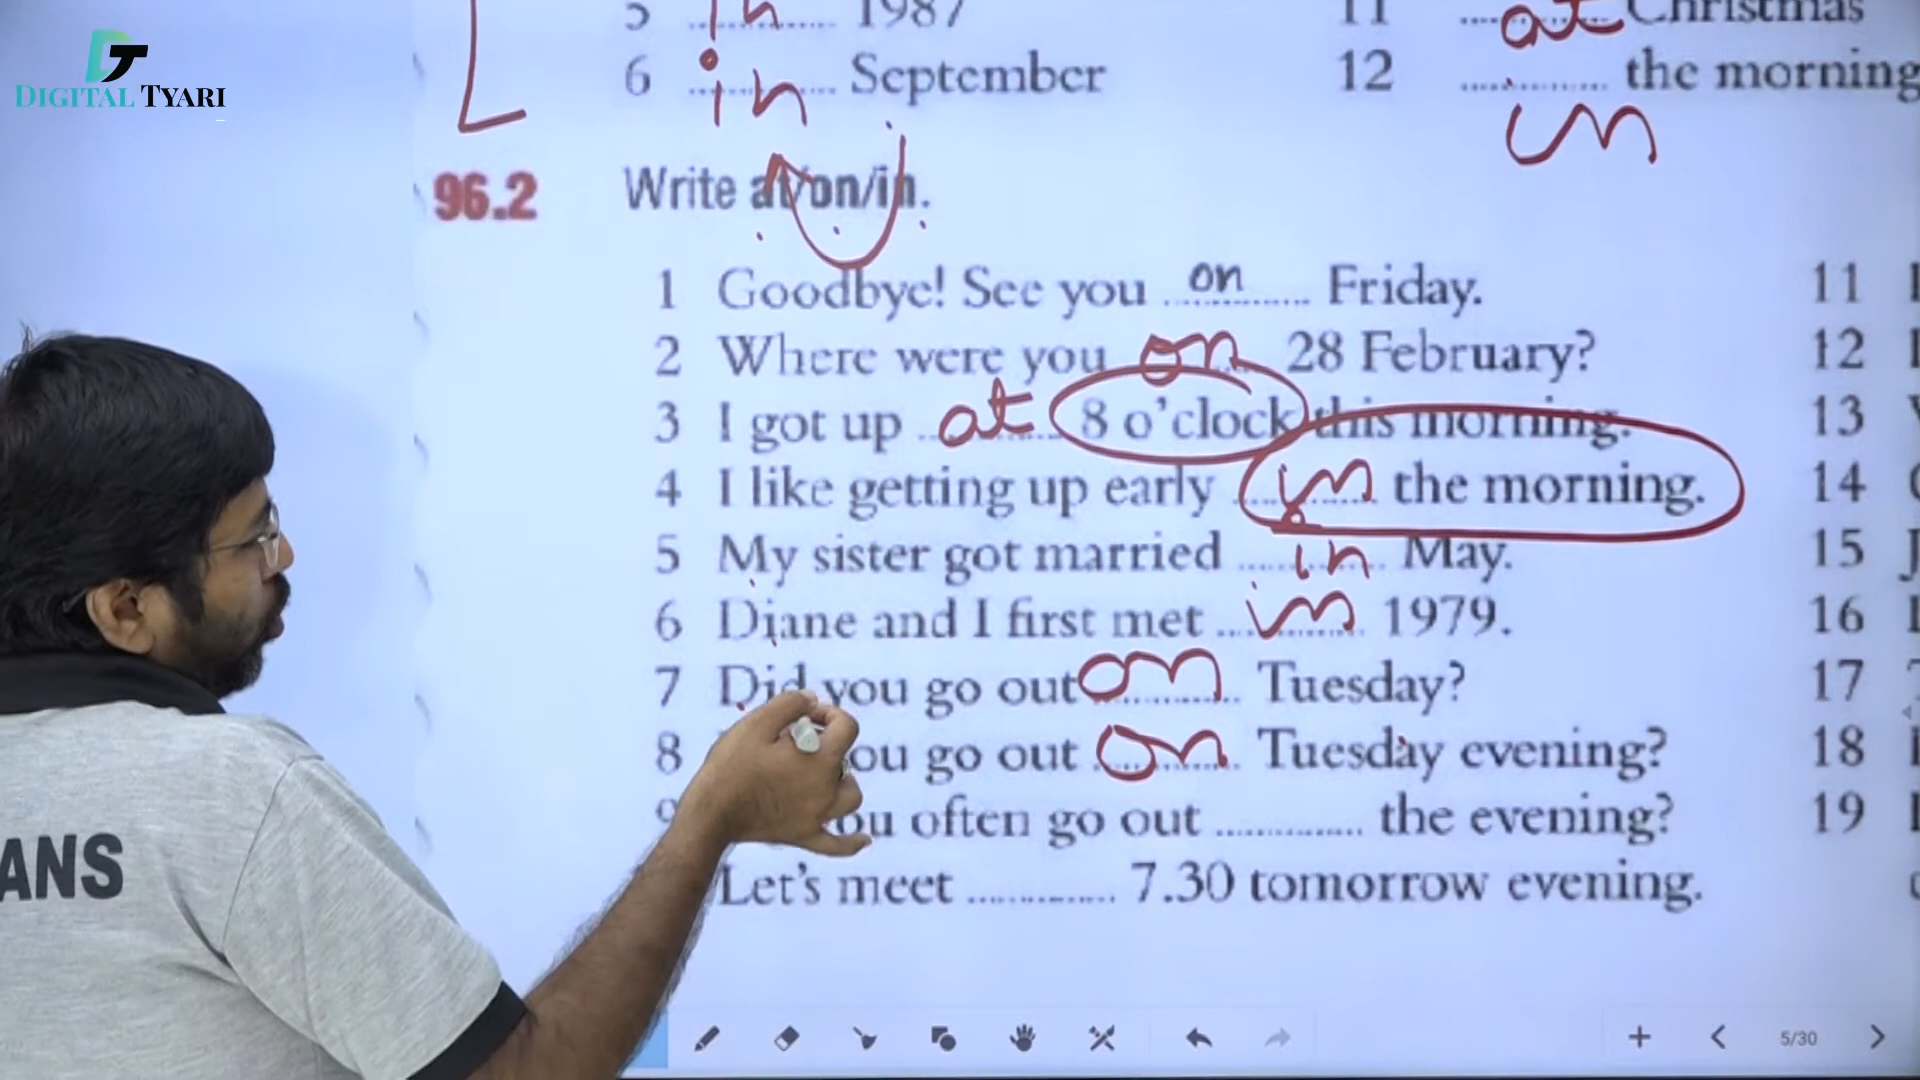 DIGITAL TYARI
5 in 1987
11 at Christmas
6 in September
12 in the morning
96.2 Write at/on/in.
1 Goodbye! See you on Friday.
2 Where were you on 28 February?
3 I got up at 8 o'clock this morning.
4 I like getting up early in the morning.
5 My sister got married in May.
6 Diane and I first met in 1979.
7 Did you go out on Tuesday?
8 ou go out on Tuesday evening?
9 ou often go out ............ the evening?
Let's meet ............ 7.30 tomorrow evening.
11
12
13
14
15
16
17
18
19
ANS
5/30